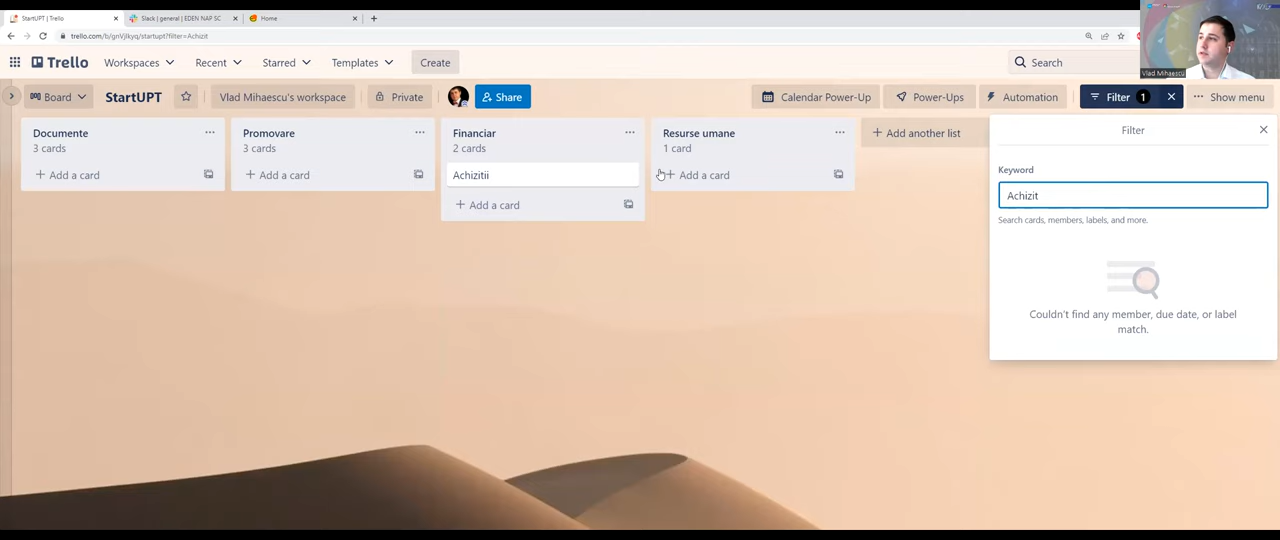 StartUPT | Trello
Slack | general | EDEN NAP SC
Home
trello.com/b/gnVjlkyq/startupt?filter=Achizit
Trello
Workspaces
Recent
Starred
Templates
Create
Search
Vlad Mihaescu
Board
StartUPT
Vlad Mihaescu's workspace
Private
Share
Calendar Power-Up
Power-Ups
Automation
Filter 1
Show menu
Documente
3 cards
+ Add a card
Promovare
3 cards
+ Add a card
Financiar
2 cards
Achizitii
+ Add a card
Resurse umane
1 card
+ Add a card
+ Add another list
Filter
Keyword
Achizit
Search cards, members, labels, and more.
Couldn't find any member, due date, or label
match.